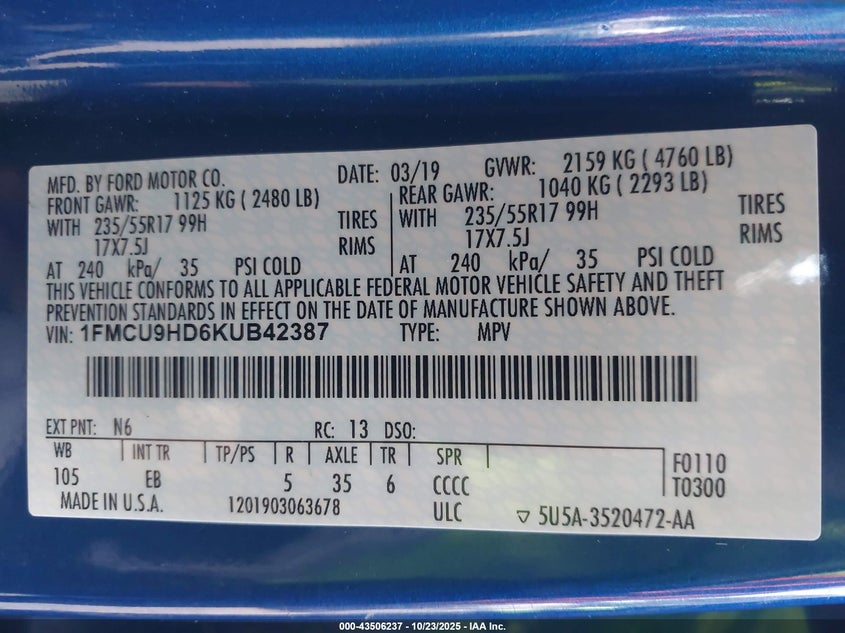 MFD. BY FORD MOTOR CO. DATE: 03/19 GVWR: 2159 KG ( 4760 LB)
FRONT GAWR: 1125 KG ( 2480 LB) REAR GAWR: 1040 KG ( 2293 LB)
WITH 235/55R17 99H TIRES WITH 235/55R17 99H TIRES
17X7.5J RIMS 17X7.5J RIMS
AT 240 kPa/ 35 PSI COLD AT 240 kPa/ 35 PSI COLD
THIS VEHICLE CONFORMS TO ALL APPLICABLE FEDERAL MOTOR VEHICLE SAFETY AND THEFT
PREVENTION STANDARDS IN EFFECT ON THE DATE OF MANUFACTURE SHOWN ABOVE.
VIN: 1FMCU9HD6KUB42387 TYPE: MPV
EXT PNT: N6 RC: 13 DSO:
WB INT TR TP/PS R AXLE TR SPR
105 EB 5 35 6 CCCC
F0110
T0300
MADE IN U.S.A. 1201903063678 ULC ▽ 5U5A-3520472-AA
000-43506237 - 10/23/2025 - IAA Inc.